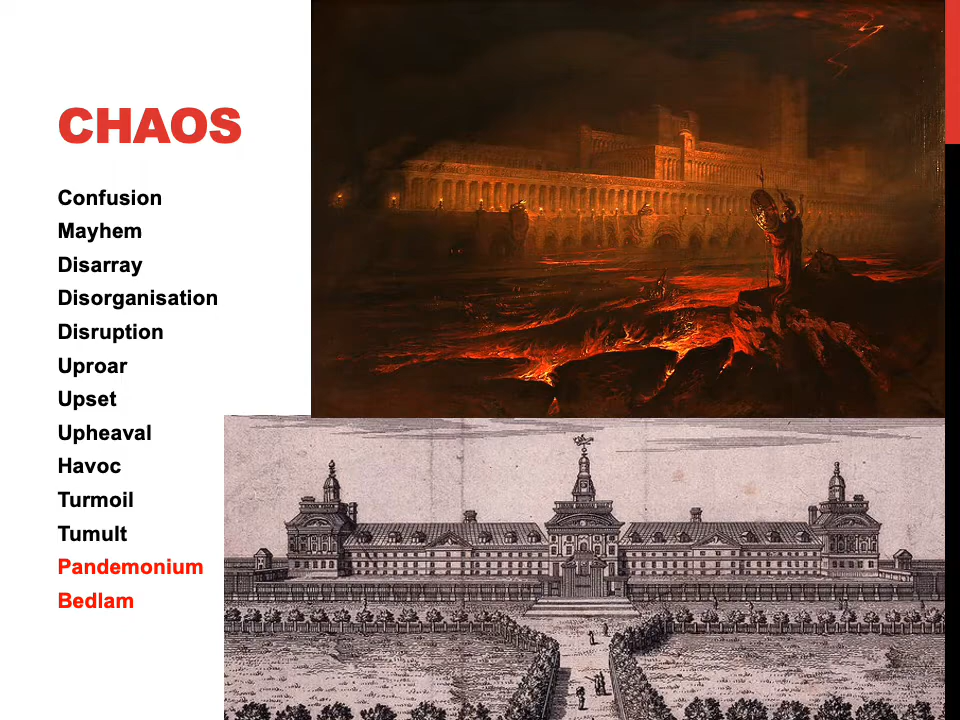 CHAOS
Confusion
Mayhem
Disarray
Disorganisation
Disruption
Uproar
Upset
Upheaval
Havoc
Turmoil
Tumult
Pandemonium
Bedlam